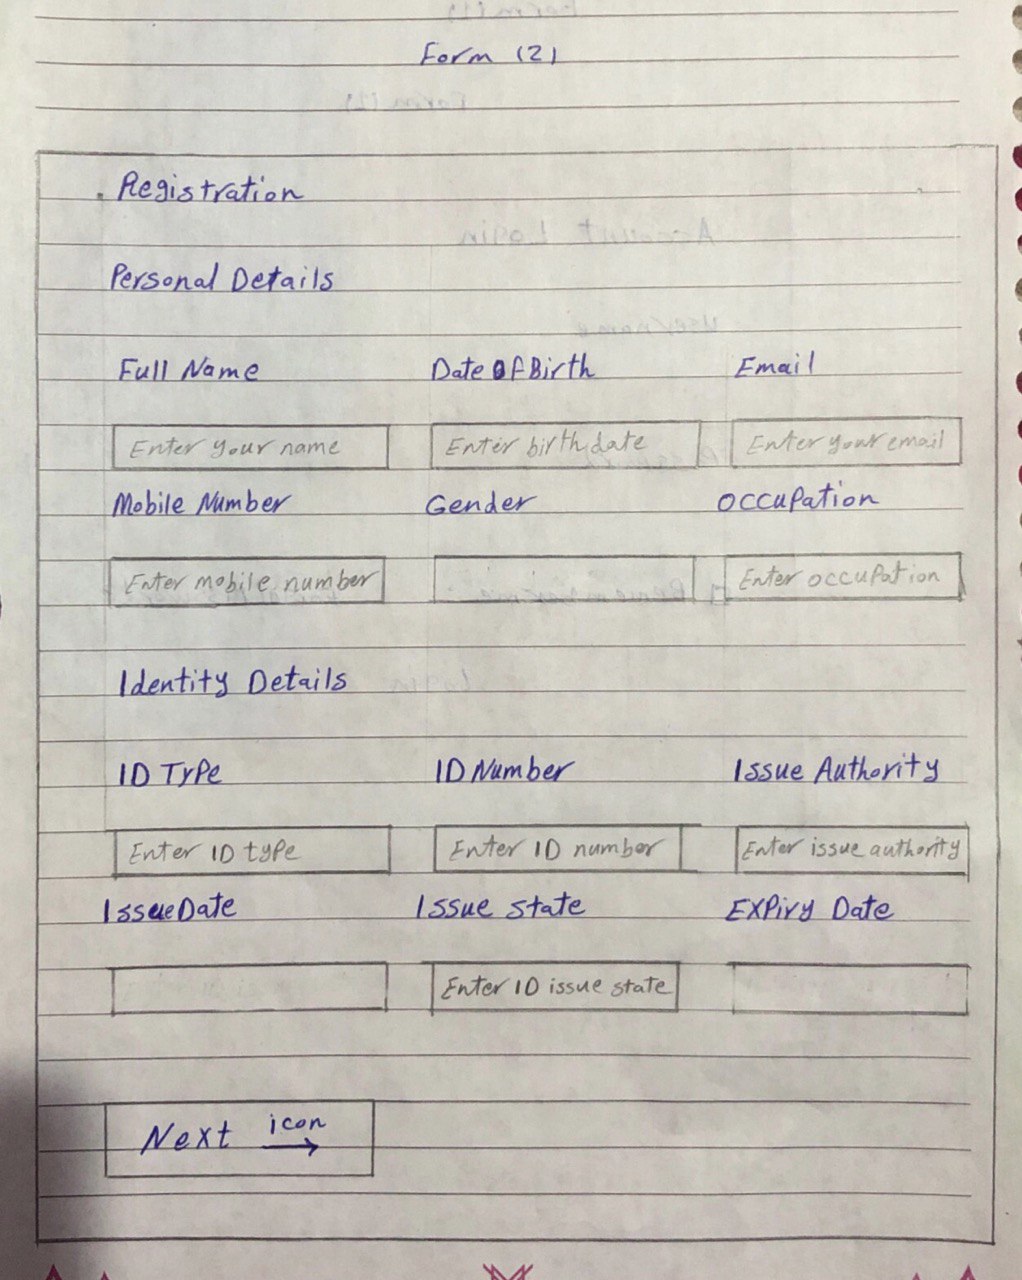 Form (2)
Registration
Personal Details
Full Name Date Of Birth Email
Enter your name Enter birthdate Enter your email
Mobile Number Gender Occupation
Enter mobile number Enter occupation
Identity Details
ID Type ID Number Issue Authority
Enter ID type Enter ID number Enter issue authority
Issue Date Issue state Expiry Date
Enter ID issue state
Next icon →